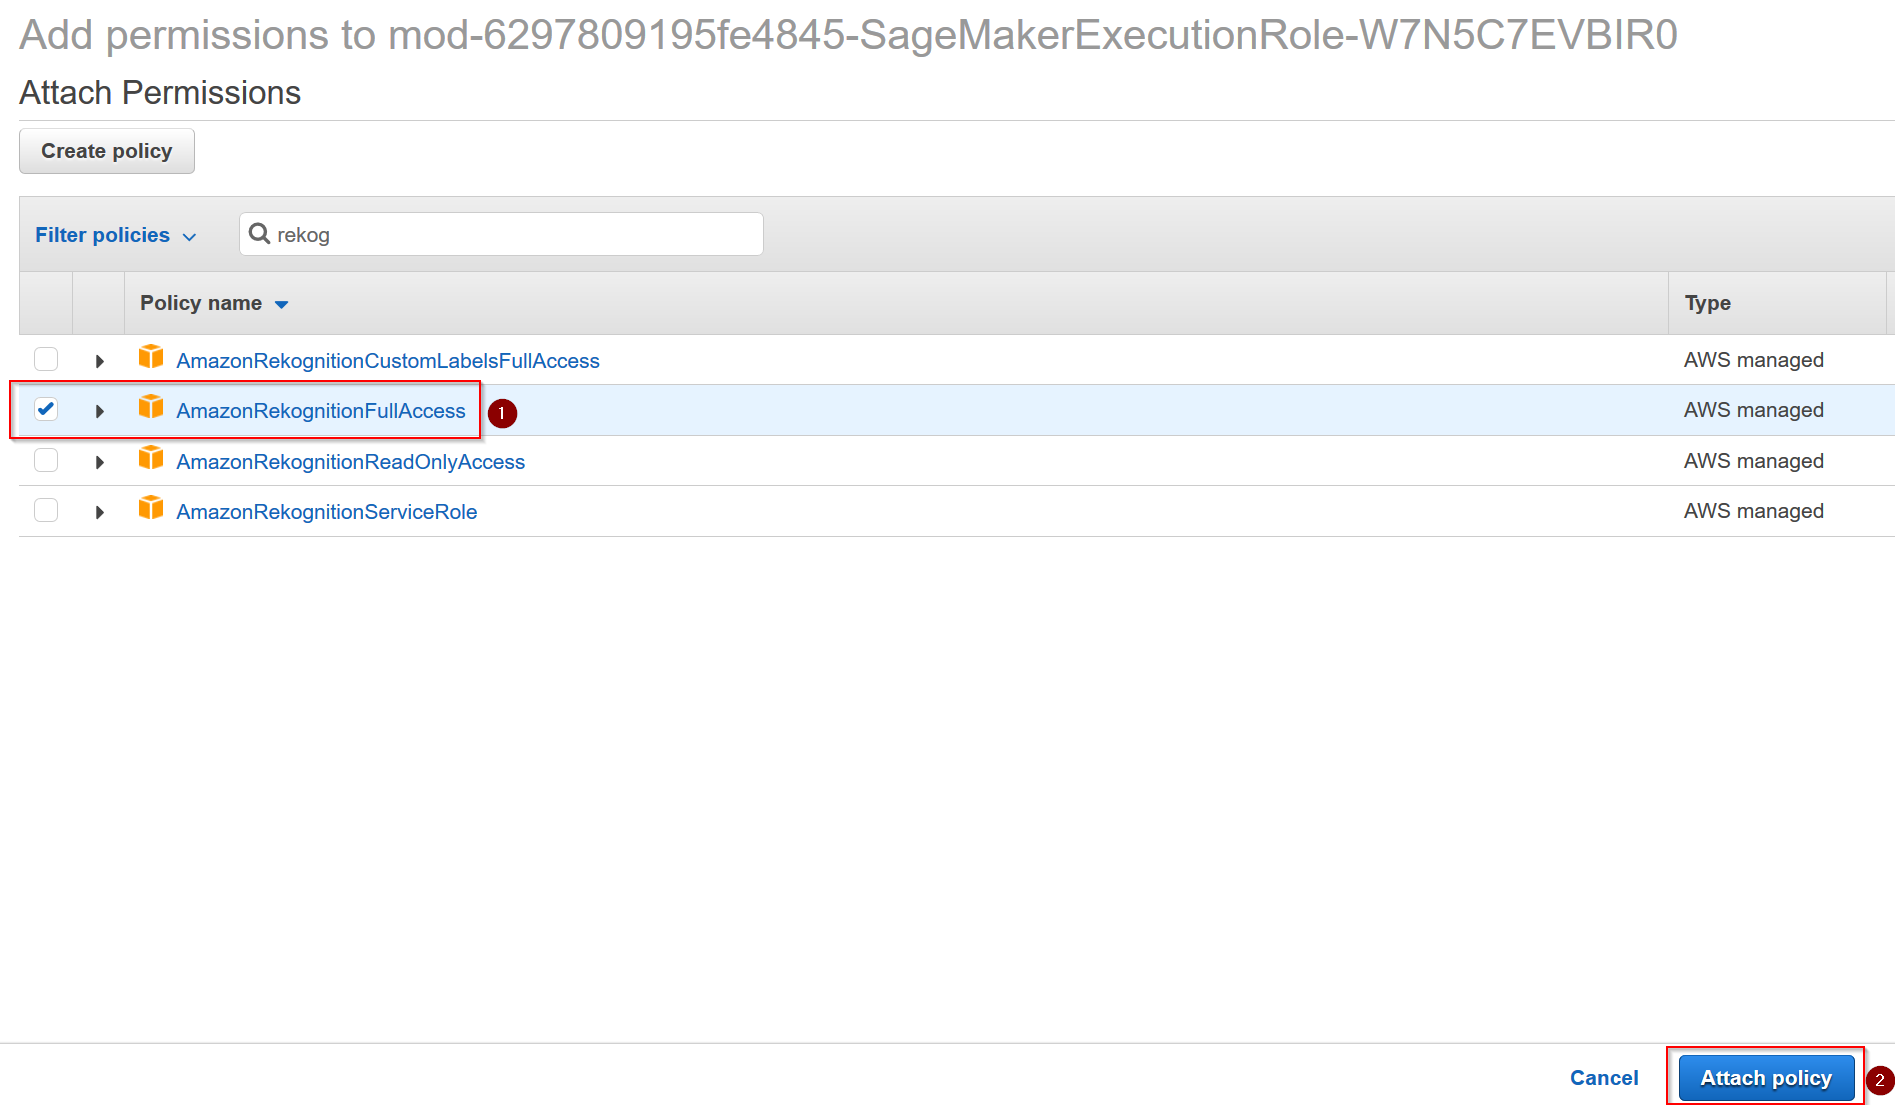 Add permissions to mod-6297809195fe4845-SageMakerExecutionRole-W7N5C7EVBIR0
Attach Permissions
Create policy
Filter policies rekog
Policy name Type
AmazonRekognitionCustomLabelsFullAccess AWS managed
AmazonRekognitionFullAccess 1 AWS managed
AmazonRekognitionReadOnlyAccess AWS managed
AmazonRekognitionServiceRole AWS managed
Cancel Attach policy 2